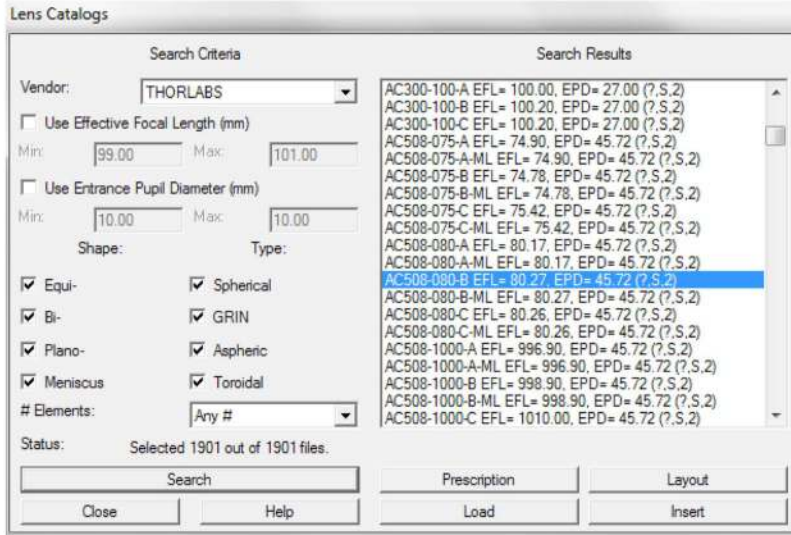 Lens Catalogs
Search Criteria
Vendor: THORLABS
Use Effective Focal Length (mm)
Min: 99.00 Max: 101.00
Use Entrance Pupil Diameter (mm)
Min: 10.00 Max: 10.00
Shape: Type:
Equi- Spherical
Bi- GRIN
Plano- Aspheric
Meniscus Toroidal
# Elements: Any #
Status: Selected 1901 out of 1901 files.
Search
Close Help
Search Results
AC300-100-A EFL= 100.00, EPD= 27.00 (?,S,2)
AC300-100-B EFL= 100.20, EPD= 27.00 (?,S,2)
AC300-100-C EFL= 100.20, EPD= 27.00 (?,S,2)
AC508-075-A EFL= 74.90, EPD= 45.72 (?,S,2)
AC508-075-A-ML EFL= 74.90, EPD= 45.72 (?,S,2)
AC508-075-B EFL= 74.78, EPD= 45.72 (?,S,2)
AC508-075-B-ML EFL= 74.78, EPD= 45.72 (?,S,2)
AC508-075-C EFL= 75.42, EPD= 45.72 (?,S,2)
AC508-075-C-ML EFL= 75.42, EPD= 45.72 (?,S,2)
AC508-080-A EFL= 80.17, EPD= 45.72 (?,S,2)
AC508-080-A-ML EFL= 80.17, EPD= 45.72 (?,S,2)
AC508-080-B EFL= 80.27, EPD= 45.72 (?,S,2)
AC508-080-B-ML EFL= 80.27, EPD= 45.72 (?,S,2)
AC508-080-C EFL= 80.26, EPD= 45.72 (?,S,2)
AC508-080-C-ML EFL= 80.26, EPD= 45.72 (?,S,2)
AC508-1000-A EFL= 996.90, EPD= 45.72 (?,S,2)
AC508-1000-A-ML EFL= 996.90, EPD= 45.72 (?,S,2)
AC508-1000-B EFL= 998.90, EPD= 45.72 (?,S,2)
AC508-1000-B-ML EFL= 998.90, EPD= 45.72 (?,S,2)
AC508-1000-C EFL= 1010.00, EPD= 45.72 (?,S,2)
Prescription Layout
Load Insert